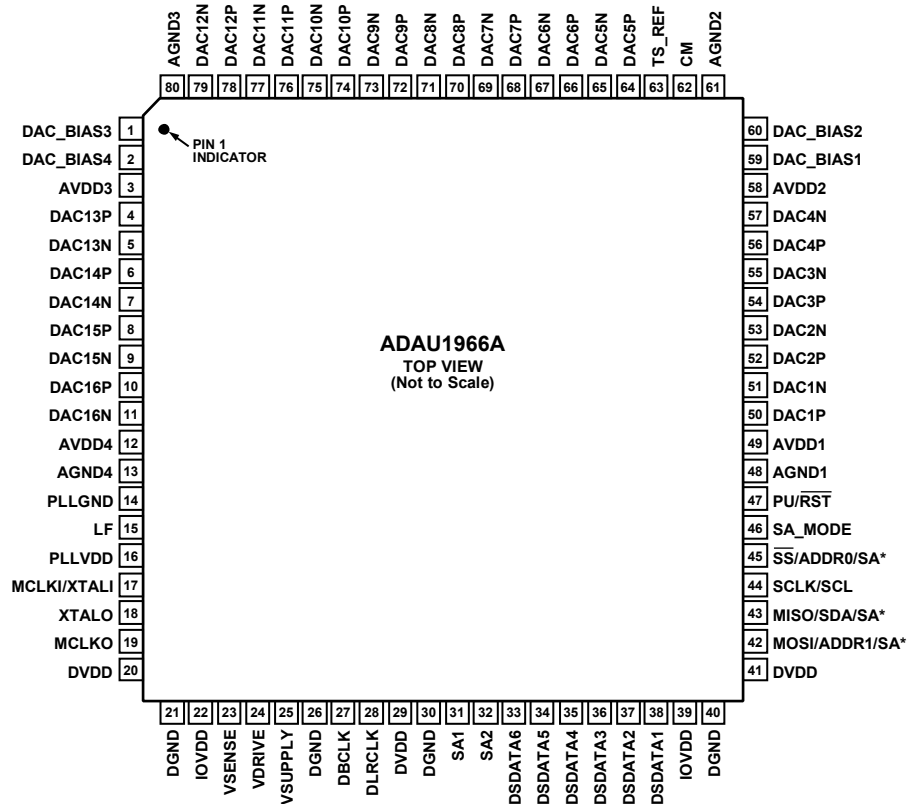 AGND3
DAC12N
DAC12P
DAC11N
DAC11P
DAC10N
DAC10P
DAC9N
DAC9P
DAC8N
DAC8P
DAC7N
DAC7P
DAC6N
DAC6P
DAC5N
DAC5P
TS_REF
CM
AGND2
80 79 78 77 76 75 74 73 72 71 70 69 68 67 66 65 64 63 62 61
DAC_BIAS3 1
DAC_BIAS4 2
AVDD3 3
DAC13P 4
DAC13N 5
DAC14P 6
DAC14N 7
DAC15P 8
DAC15N 9
DAC16P 10
DAC16N 11
AVDD4 12
AGND4 13
PLLGND 14
LF 15
PLLVDD 16
MCLKI/XTALI 17
XTALO 18
MCLKO 19
DVDD 20
PIN 1
INDICATOR
ADAU1966A
TOP VIEW
(Not to Scale)
60 DAC_BIAS2
59 DAC_BIAS1
58 AVDD2
57 DAC4N
56 DAC4P
55 DAC3N
54 DAC3P
53 DAC2N
52 DAC2P
51 DAC1N
50 DAC1P
49 AVDD1
48 AGND1
47 PU/RST
46 SA_MODE
45 SS/ADDR0/SA*
44 SCLK/SCL
43 MISO/SDA/SA*
42 MOSI/ADDR1/SA*
41 DVDD
21 22 23 24 25 26 27 28 29 30 31 32 33 34 35 36 37 38 39 40
DGND
IOVDD
VSENSE
VDRIVE
VSUPPLY
DGND
DBCLK
DLRCLK
DVDD
DGND
SA1
SA2
DSDATA6
DSDATA5
DSDATA4
DSDATA3
DSDATA2
DSDATA1
IOVDD
DGND